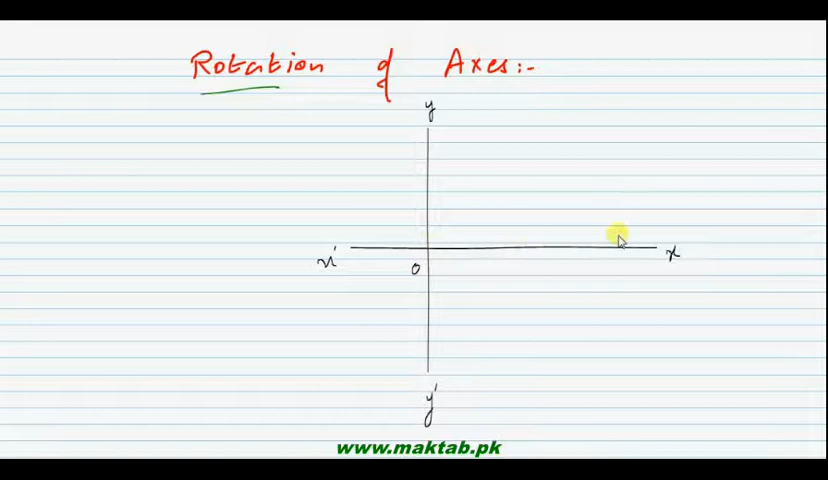 Rotation of Axes:-
y
x' x
o
y'
www.maktab.pk